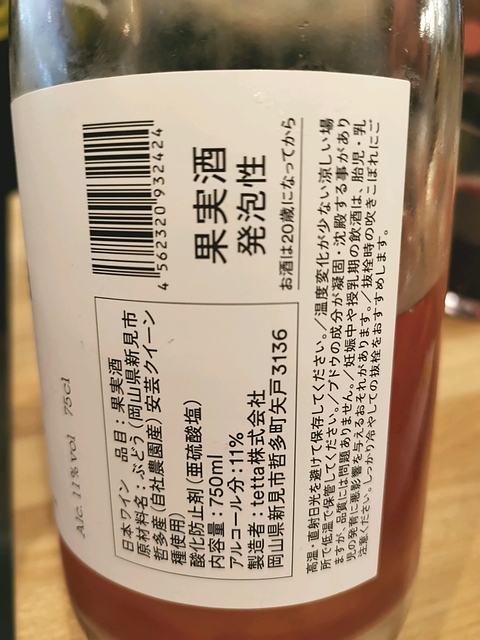 Alc. 11% vol 75cl
4 562320 932424
果実酒
発泡性
お酒は20歳になってから
日本ワイン 品目：果実酒
原材料名：ぶどう（岡山県新見市
哲多産（自社農園産）安芸クイーン
種使用）
酸化防止剤（亜硫酸塩）
内容量：750ml
アルコール分：11%
製造者：tetta株式会社
岡山県新見市哲多町矢戸3136
高温・直射日光を避けて保存してください。／温度変化が少ない涼しい場
所で低温で保管してください。／ブドウの成分が凝固・沈殿する事があり
ますが、品質には問題ありません。／妊娠中や授乳期の飲酒は、胎児・乳
児の発育に悪影響を与えるおそれがあります。／抜栓時の吹きこぼれにご
注意ください。しっかり冷やしての抜栓をおすすめします。